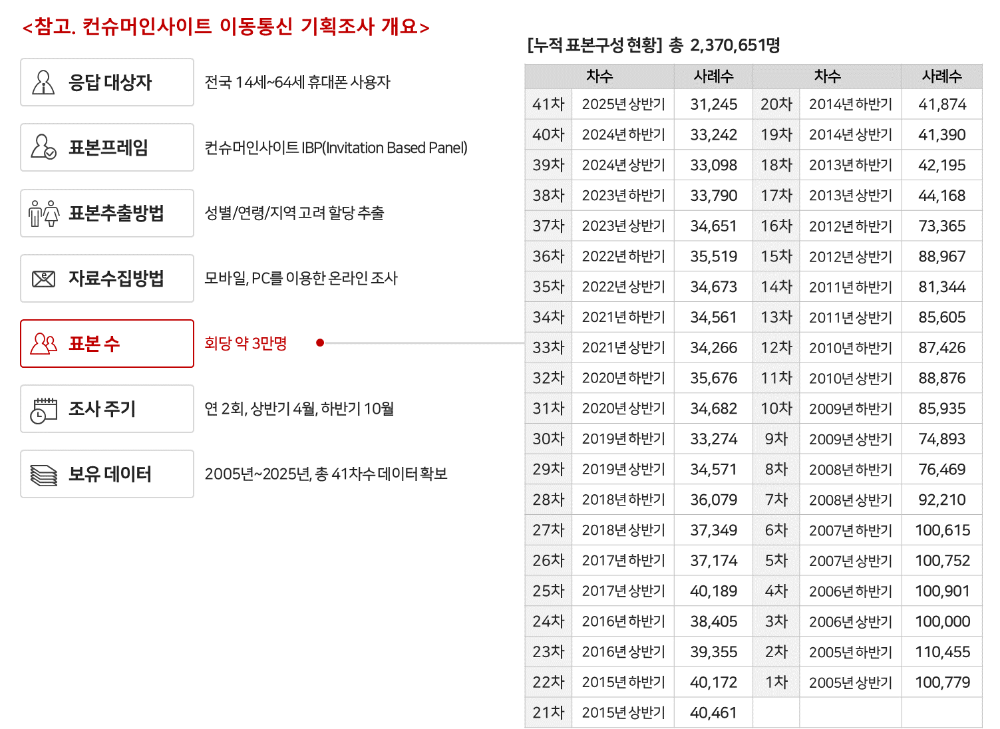 <참고. 컨슈머인사이트 이동통신 기획조사 개요>
응답 대상자 전국 14세~64세 휴대폰 사용자
표본프레임 컨슈머인사이트 IBP(Invitation Based Panel)
표본추출방법 성별/연령/지역 고려 할당 추출
자료수집방법 모바일, PC를 이용한 온라인 조사
표본 수 회당 약 3만명
조사 주기 연 2회, 상반기 4월, 하반기 10월
보유 데이터 2005년~2025년, 총 41차수 데이터 확보
[누적 표본구성 현황] 총 2,370,651명
차수 사례수 차수 사례수
41차 2025년 상반기 31,245 20차 2014년 하반기 41,874
40차 2024년 하반기 33,242 19차 2014년 상반기 41,390
39차 2024년 상반기 33,098 18차 2013년 하반기 42,195
38차 2023년 하반기 33,790 17차 2013년 상반기 44,168
37차 2023년 상반기 34,651 16차 2012년 하반기 73,365
36차 2022년 하반기 35,519 15차 2012년 상반기 88,967
35차 2022년 상반기 34,673 14차 2011년 하반기 81,344
34차 2021년 하반기 34,561 13차 2011년 상반기 85,605
33차 2021년 상반기 34,266 12차 2010년 하반기 87,426
32차 2020년 하반기 35,676 11차 2010년 상반기 88,876
31차 2020년 상반기 34,682 10차 2009년 하반기 85,935
30차 2019년 하반기 33,274 9차 2009년 상반기 74,893
29차 2019년 상반기 34,571 8차 2008년 하반기 76,469
28차 2018년 하반기 36,079 7차 2008년 상반기 92,210
27차 2018년 상반기 37,349 6차 2007년 하반기 100,615
26차 2017년 하반기 37,174 5차 2007년 상반기 100,752
25차 2017년 상반기 40,189 4차 2006년 하반기 100,901
24차 2016년 하반기 38,405 3차 2006년 상반기 100,000
23차 2016년 상반기 39,355 2차 2005년 하반기 110,455
22차 2015년 하반기 40,172 1차 2005년 상반기 100,779
21차 2015년 상반기 40,461